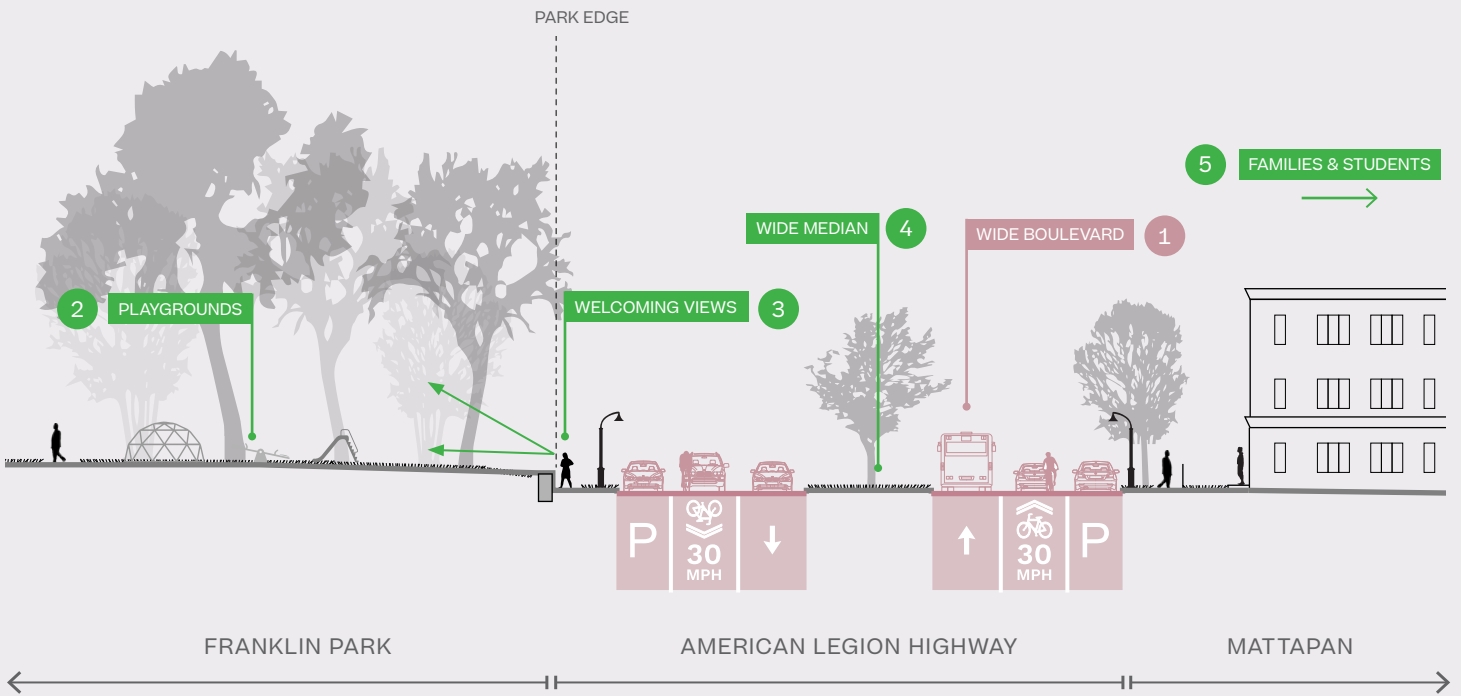 PARK EDGE
5
FAMILIES & STUDENTS
WIDE MEDIAN
4
WIDE BOULEVARD
1
2
PLAYGROUNDS
WELCOMING VIEWS
3
P
30
MPH
30
MPH
P
FRANKLIN PARK
AMERICAN LEGION HIGHWAY
MATTAPAN